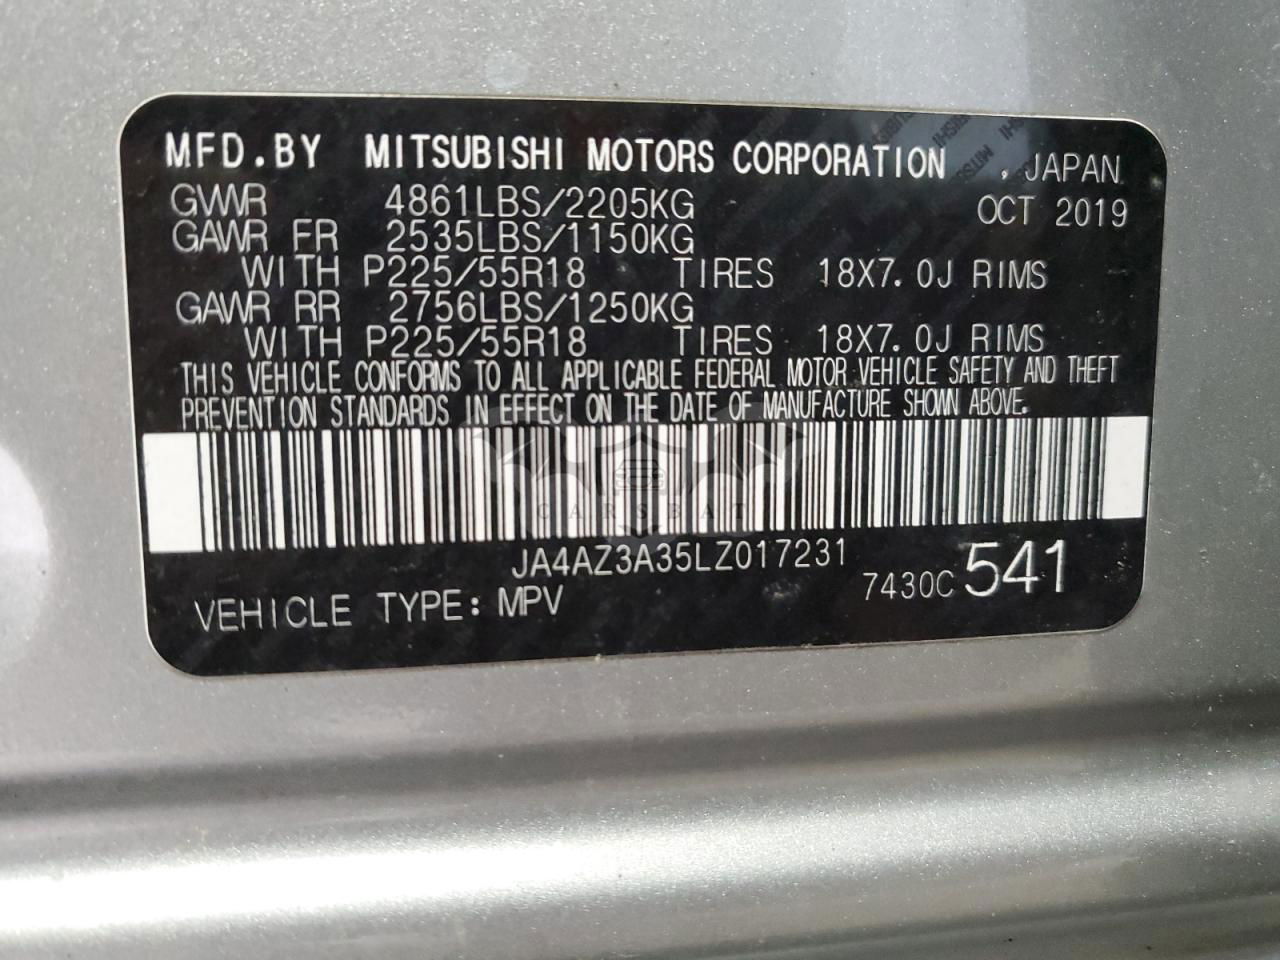 MFD.BY MITSUBISHI MOTORS CORPORATION , JAPAN
GVWR 4861LBS/2205KG OCT 2019
GAWR FR 2535LBS/1150KG
WITH P225/55R18 TIRES 18X7.0J RIMS
GAWR RR 2756LBS/1250KG
WITH P225/55R18 TIRES 18X7.0J RIMS
THIS VEHICLE CONFORMS TO ALL APPLICABLE FEDERAL MOTOR VEHICLE SAFETY AND THEFT
PREVENTION STANDARDS IN EFFECT ON THE DATE OF MANUFACTURE SHOWN ABOVE.
CARSBAT
JA4AZ3A35LZ017231
7430C 541
VEHICLE TYPE: MPV